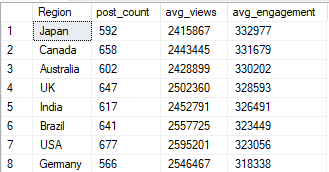 Region post_count avg_views avg_engagement
1 Japan 592 2415867 332977
2 Canada 658 2443445 331679
3 Australia 602 2428899 330202
4 UK 647 2502360 328593
5 India 617 2452791 326491
6 Brazil 641 2557725 323449
7 USA 677 2595201 323056
8 Germany 566 2546467 318338